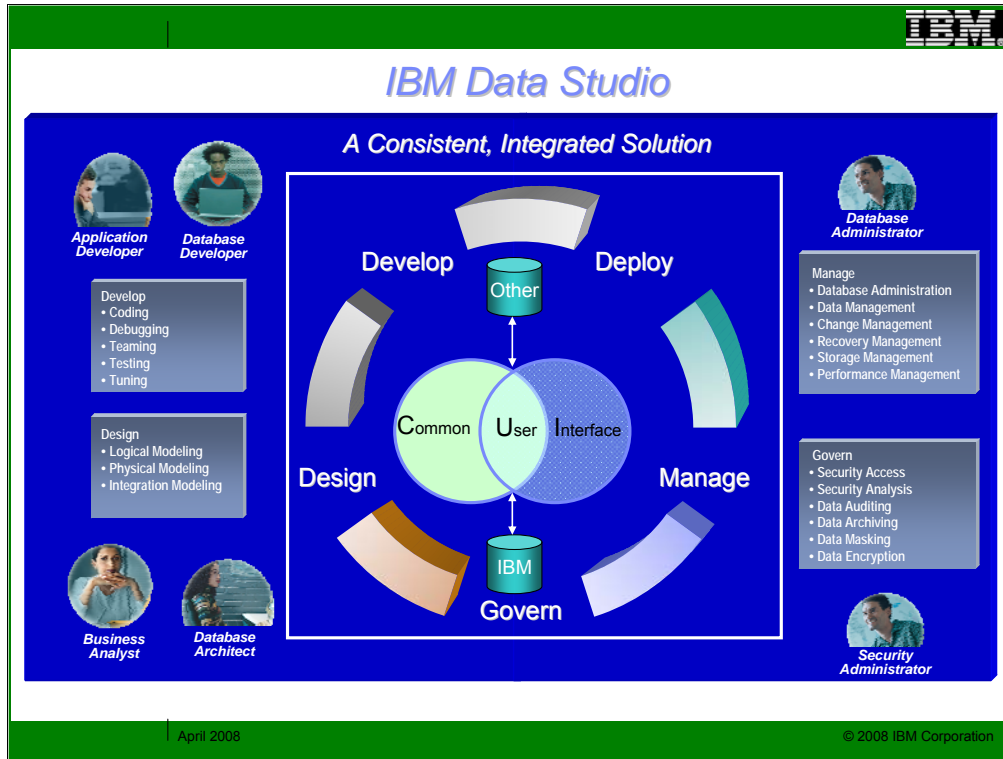 IBM
IBM Data Studio
A Consistent, Integrated Solution
Application
Developer
Database
Developer
Develop
• Coding
• Debugging
• Teaming
• Testing
• Tuning
Design
• Logical Modeling
• Physical Modeling
• Integration Modeling
Business
Analyst
Database
Architect
Develop
Deploy
Other
Common
User
Interface
Design
Manage
IBM
Govern
Database
Administrator
Manage
• Database Administration
• Data Management
• Change Management
• Recovery Management
• Storage Management
• Performance Management
Govern
• Security Access
• Security Analysis
• Data Auditing
• Data Archiving
• Data Masking
• Data Encryption
Security
Administrator
April 2008
© 2008 IBM Corporation